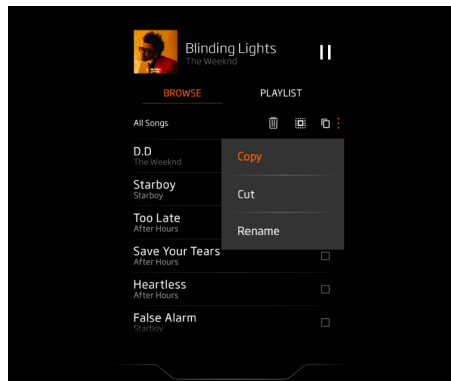 Blinding Lights
The Weeknd
BROWSE PLAYLIST
All Songs
D.D
The Weeknd
Copy
Starboy
Starboy
Cut
Too Late
After Hours
Rename
Save Your Tears
After Hours
Heartless
After Hours
False Alarm
Starboy